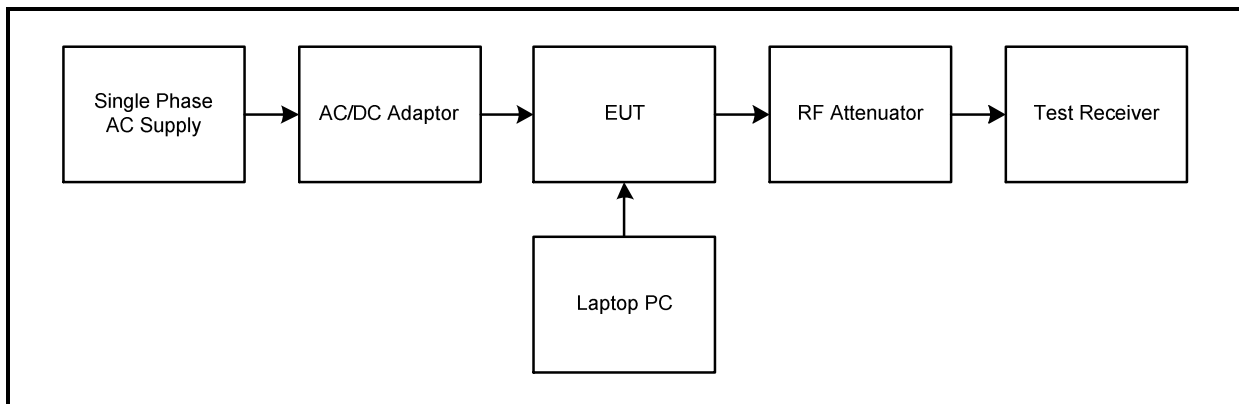 Single Phase
AC Supply
AC/DC Adaptor
EUT
RF Attenuator
Test Receiver
Laptop PC